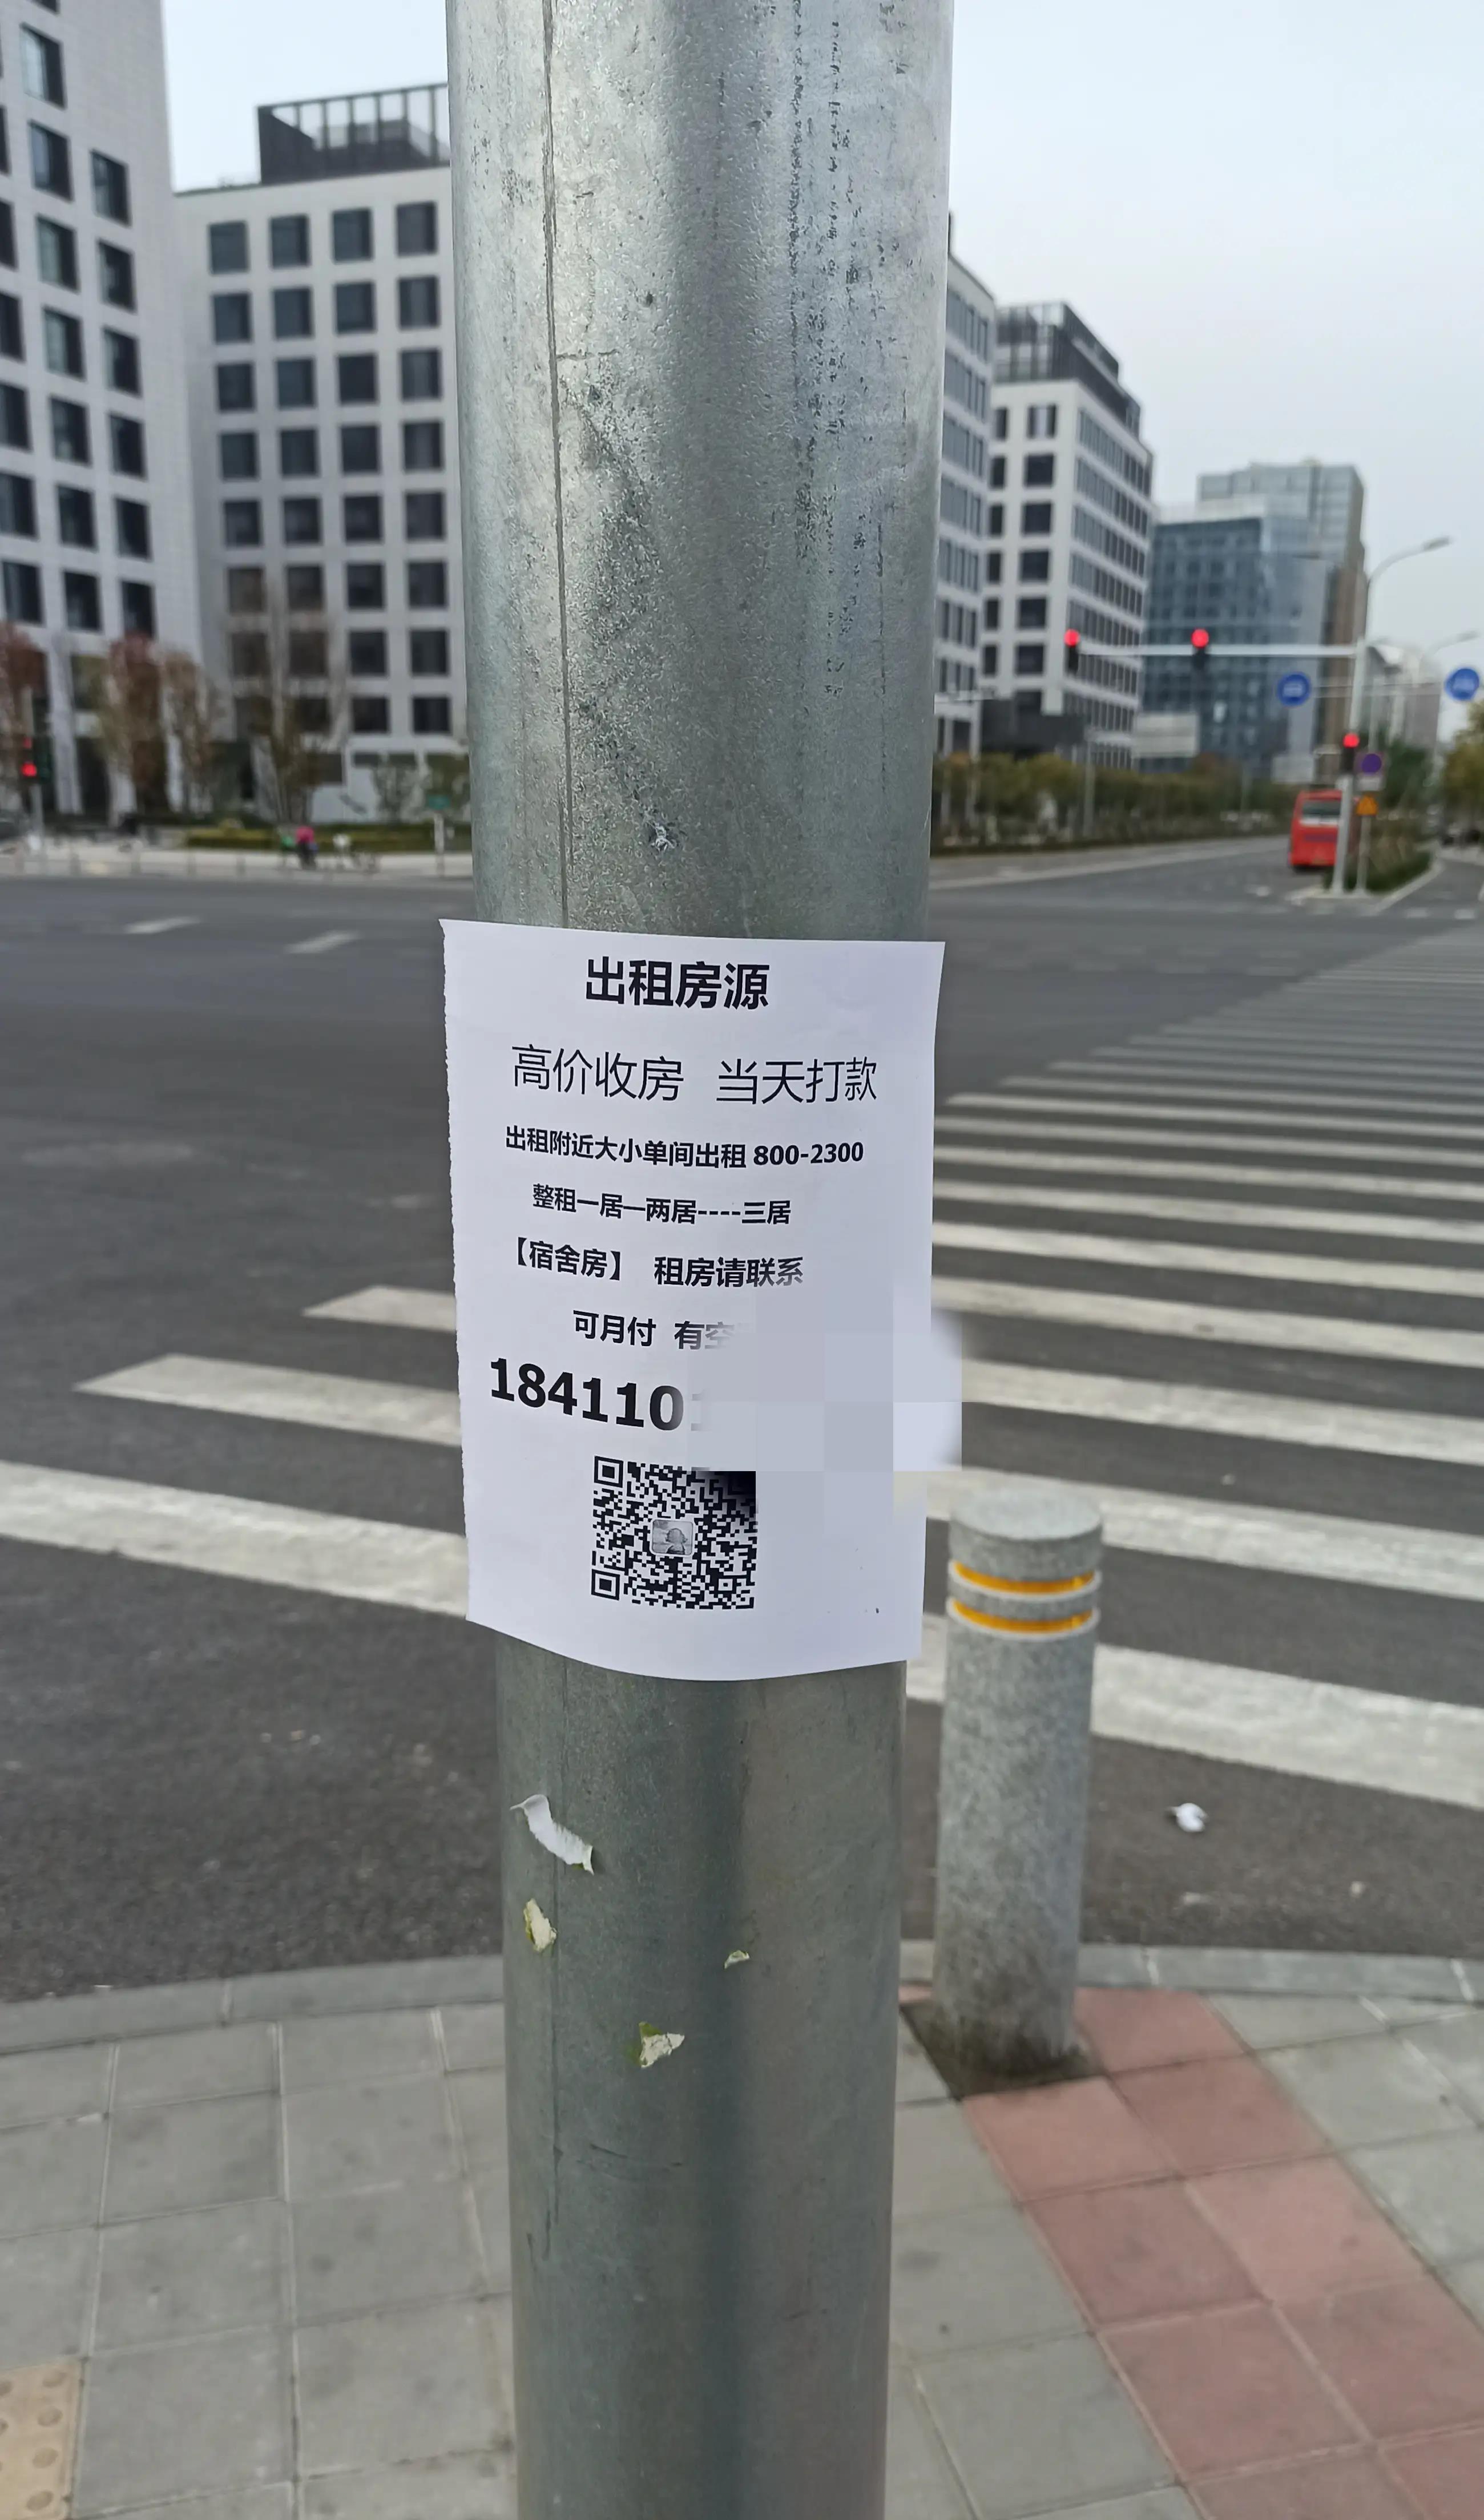 出租房源
高价收房 当天打款
出租附近大小单间出租 800-2300
整租一居一两居----三居
【宿舍房】 租房请联系
可月付 有空
1841101